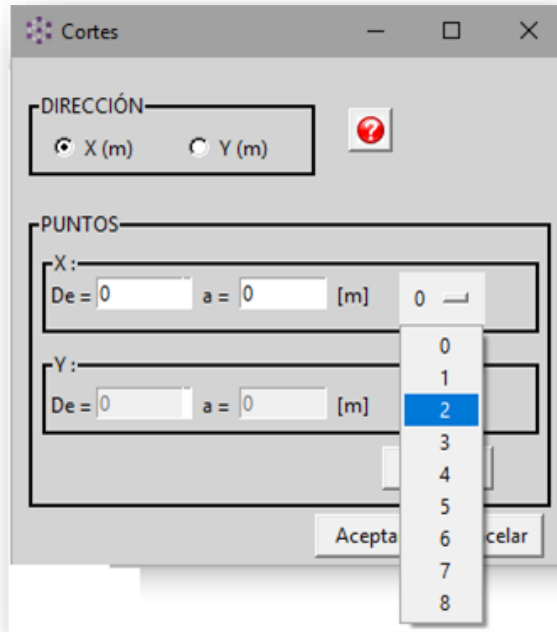 Cortes
DIRECCIÓN
X (m) Y (m)
?
PUNTOS
X :
De = 0 a = 0 [m] 0
0
1
2
3
4
5
6
7
8
Y :
De = 0 a = 0 [m]
Acepta celar